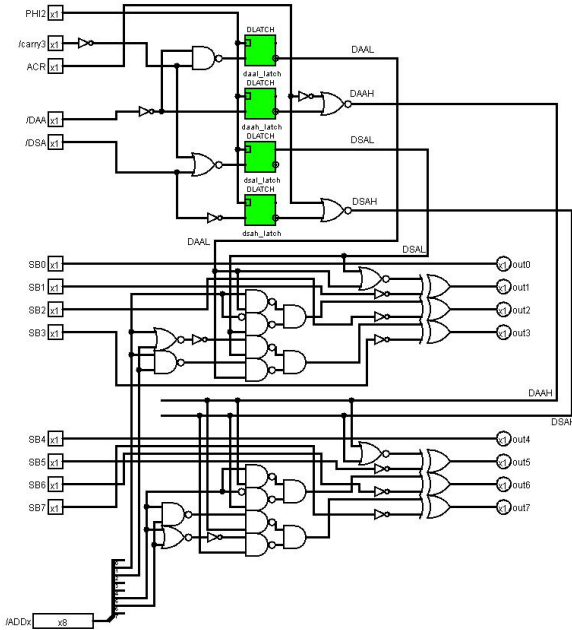 PHI2 x1
/carry3 x1
ACR x1
/DAA x1
/DSA x1
DLATCH
daal_latch
DLATCH
daah_latch
DLATCH
dsal_latch
DLATCH
dsah_latch
DAAL
DAAH
DSAL
DSAH
DAAL
DSAL
SB0 x1
SB1 x1
SB2 x1
SB3 x1
x1 out0
x1 out1
x1 out2
x1 out3
DAAH
DSAH
SB4 x1
SB5 x1
SB6 x1
SB7 x1
x1 out4
x1 out5
x1 out6
x1 out7
/ADDx x8